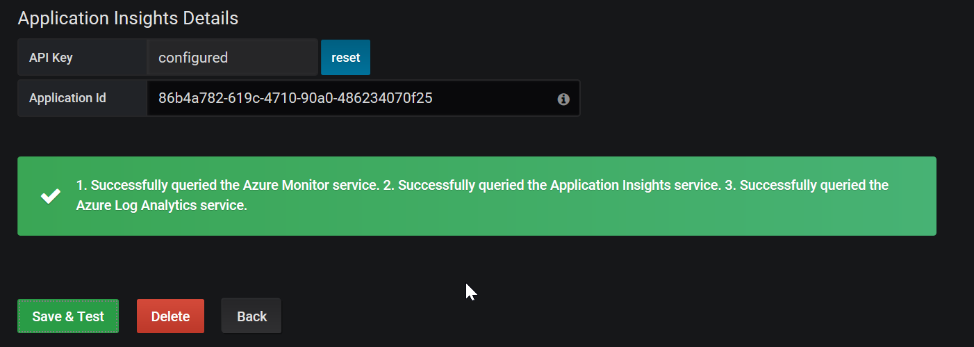 Application Insights Details
API Key configured reset
Application Id 86b4a782-619c-4710-90a0-486234070f25
1. Successfully queried the Azure Monitor service. 2. Successfully queried the Application Insights service. 3. Successfully queried the
Azure Log Analytics service.
Save & Test Delete Back